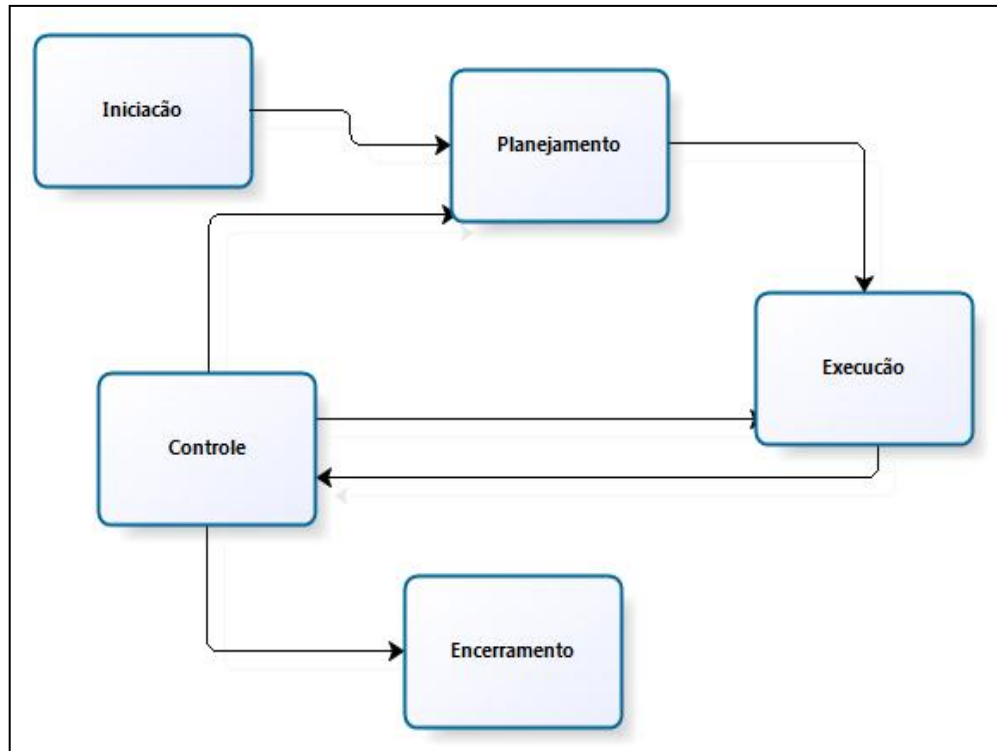 Iniciacão
Planejamento
Execucão
Controle
Encerramento